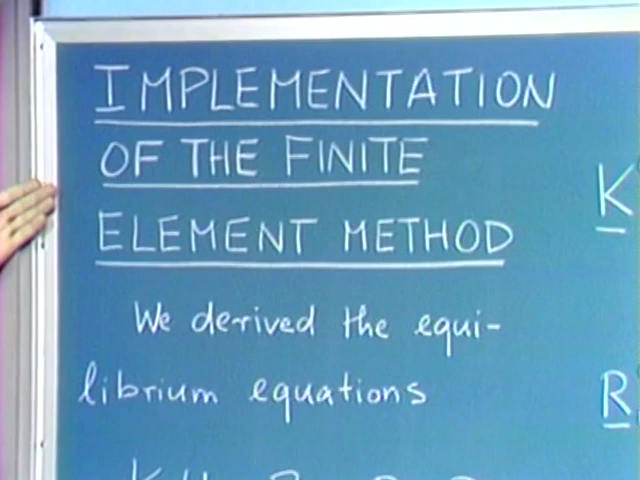 IMPLEMENTATION
OF THE FINITE
ELEMENT METHOD
We derived the equi-
librium equations
K
R